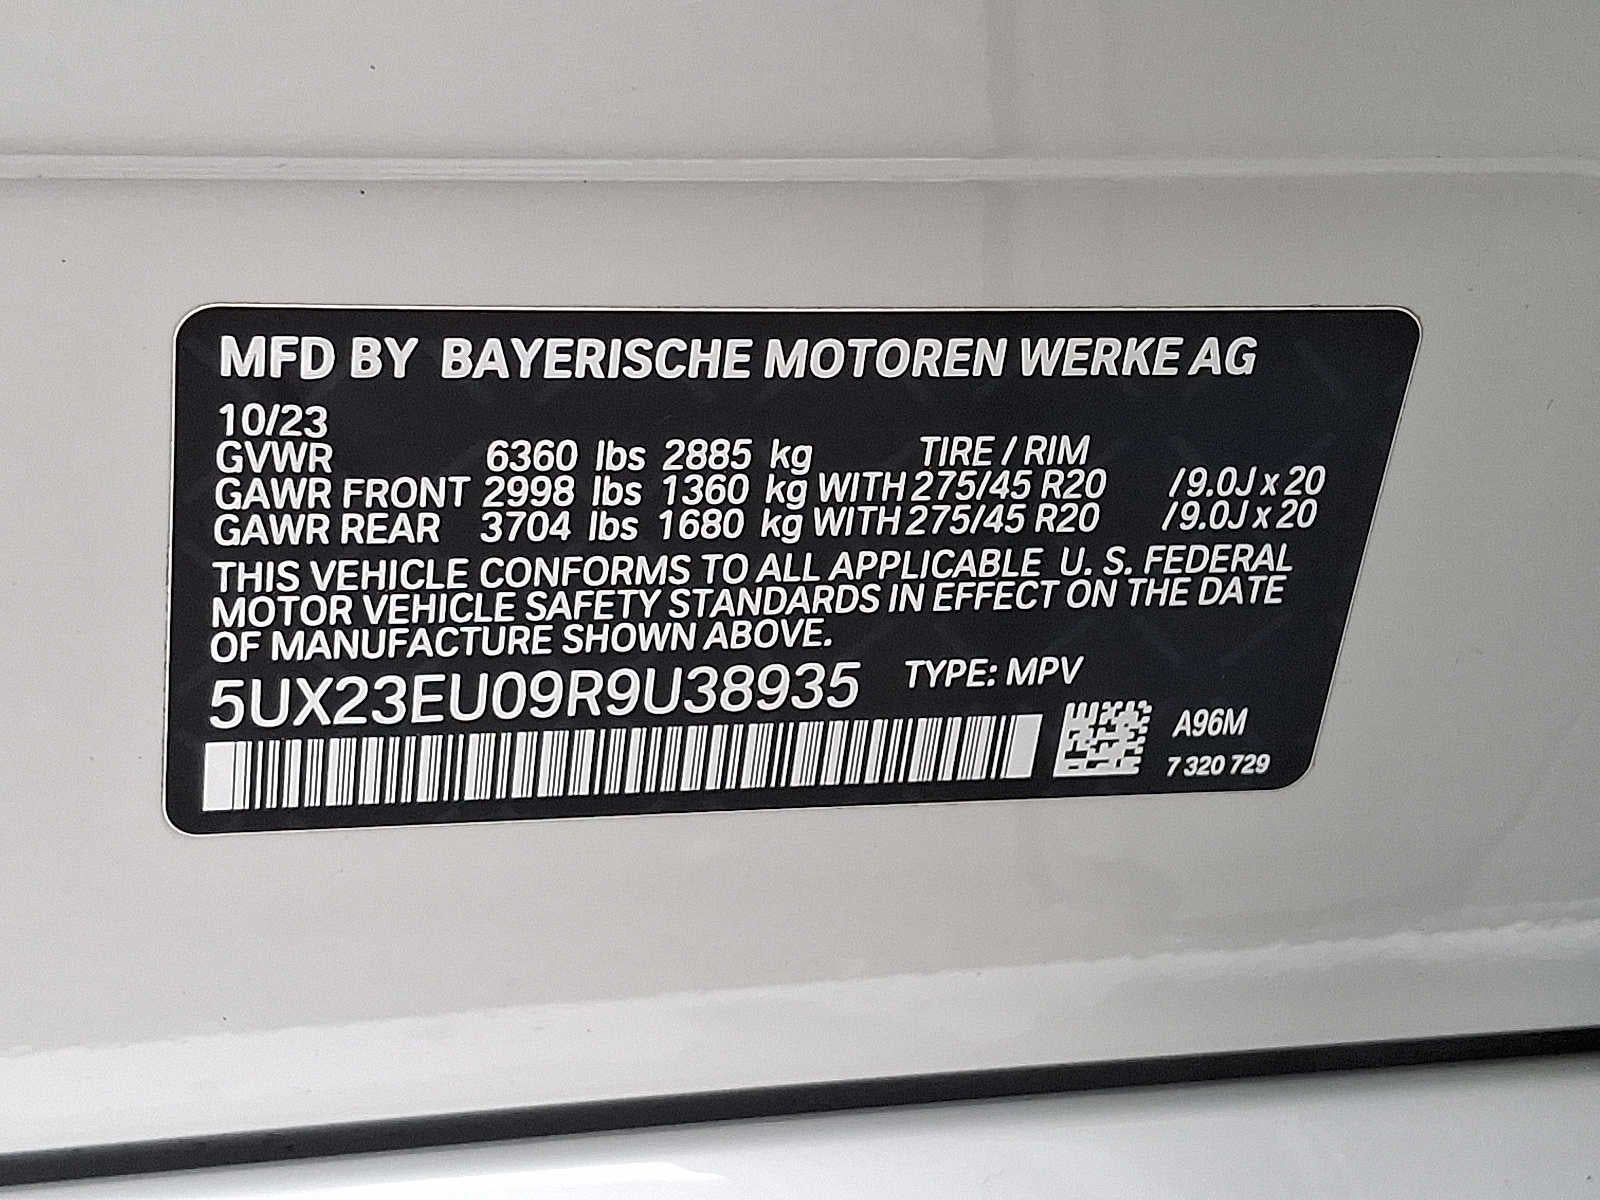 MFD BY BAYERISCHE MOTOREN WERKE AG
10/23
GVWR 6360 lbs 2885 kg TIRE / RIM
GAWR FRONT 2998 lbs 1360 kg WITH 275/45 R20 / 9.0J x 20
GAWR REAR 3704 lbs 1680 kg WITH 275/45 R20 / 9.0J x 20
THIS VEHICLE CONFORMS TO ALL APPLICABLE U. S. FEDERAL
MOTOR VEHICLE SAFETY STANDARDS IN EFFECT ON THE DATE
OF MANUFACTURE SHOWN ABOVE.
5UX23EU09R9U38935 TYPE: MPV
A96M
7 320 729